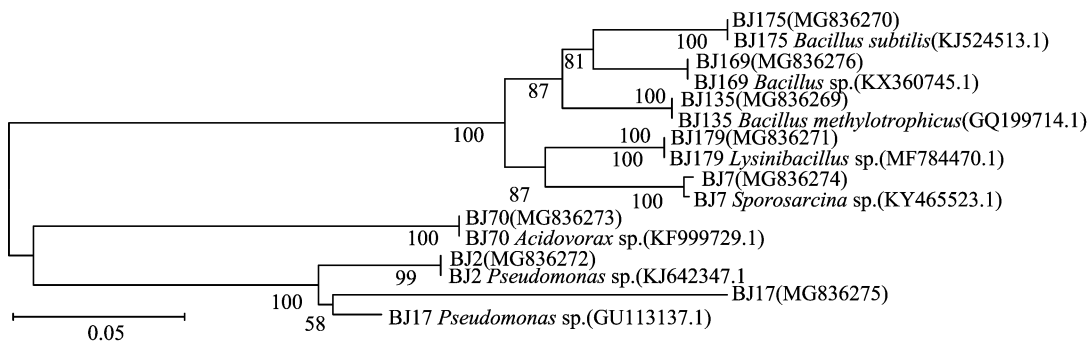 BJ175(MG836270)
100
BJ175 Bacillus subtilis(KJ524513.1)
81
BJ169(MG836276)
BJ169 Bacillus sp.(KX360745.1)
87
100
BJ135(MG836269)
BJ135 Bacillus methylotrophicus(GQ199714.1)
100
100
BJ179(MG836271)
100
BJ179 Lysinibacillus sp.(MF784470.1)
BJ7(MG836274)
87
100
BJ7 Sporosarcina sp.(KY465523.1)
BJ70(MG836273)
100
BJ70 Acidovorax sp.(KF999729.1)
BJ2(MG836272)
99
BJ2 Pseudomonas sp.(KJ642347.1
100
BJ17(MG836275)
58
BJ17 Pseudomonas sp.(GU113137.1)
0.05